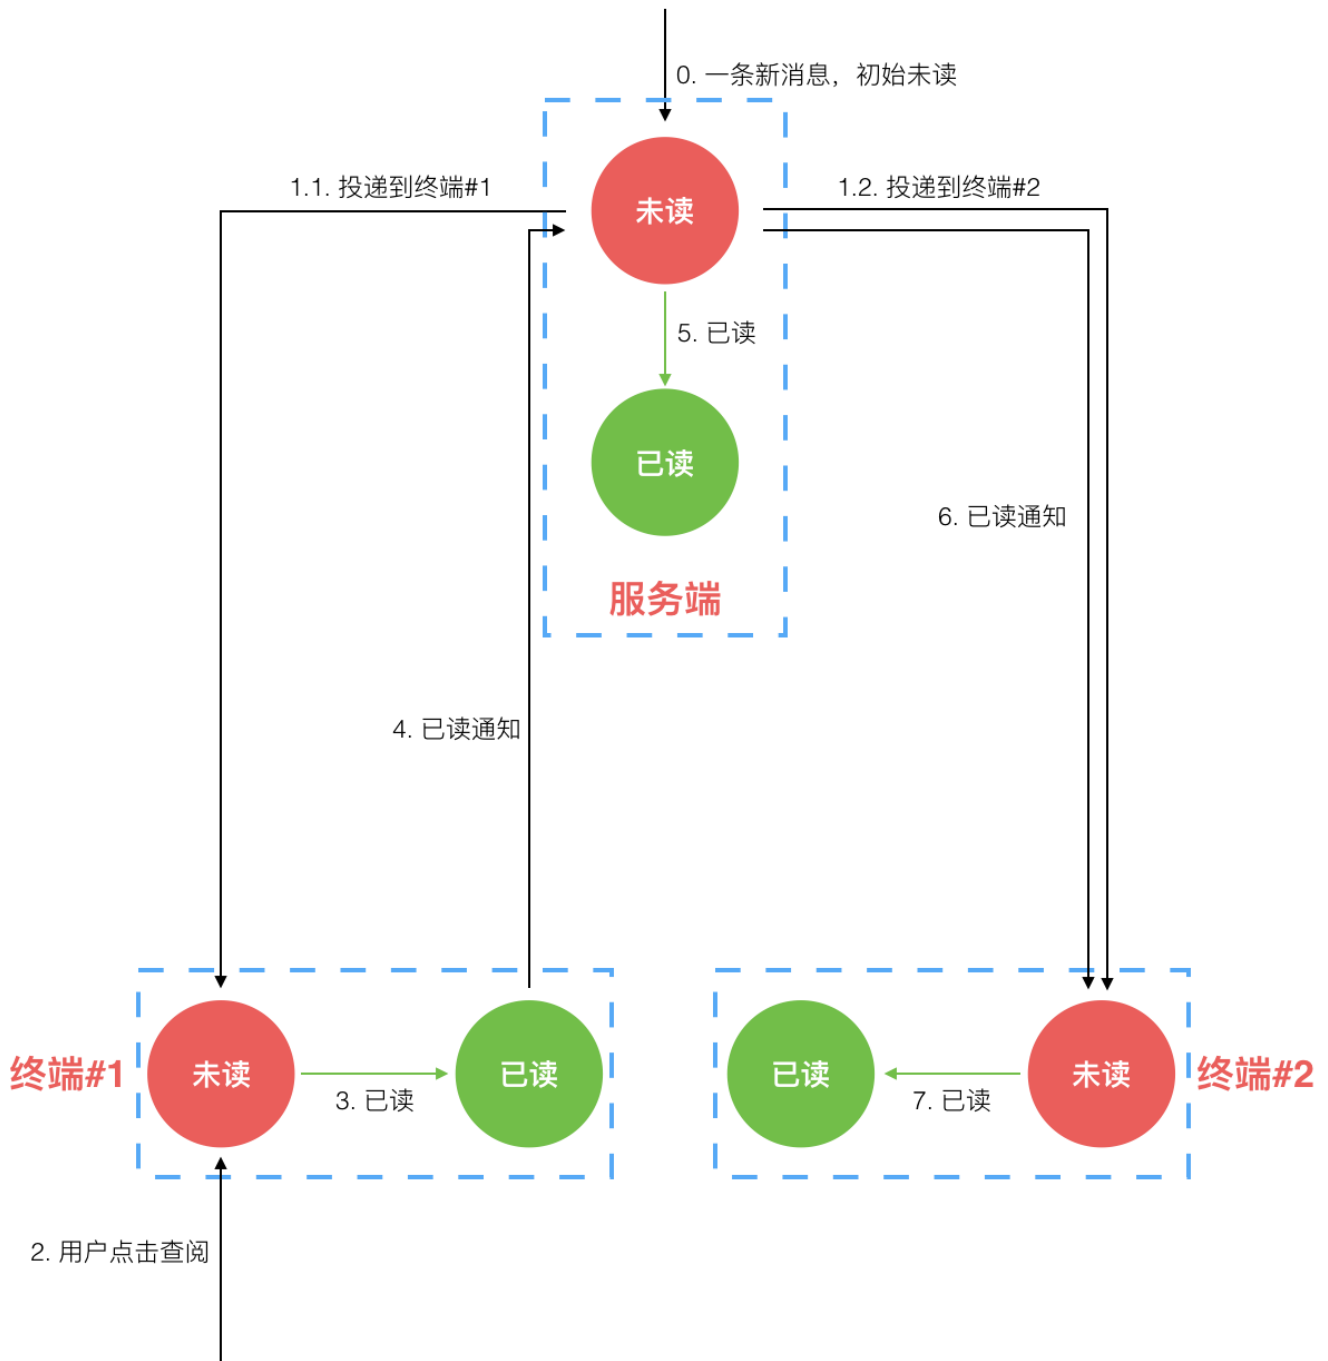 0. 一条新消息，初始未读
1.1. 投递到终端#1
1.2. 投递到终端#2
未读
5. 已读
已读
6. 已读通知
服务端
4. 已读通知
终端#1
未读
3. 已读
已读
已读
7. 已读
未读
终端#2
2. 用户点击查阅